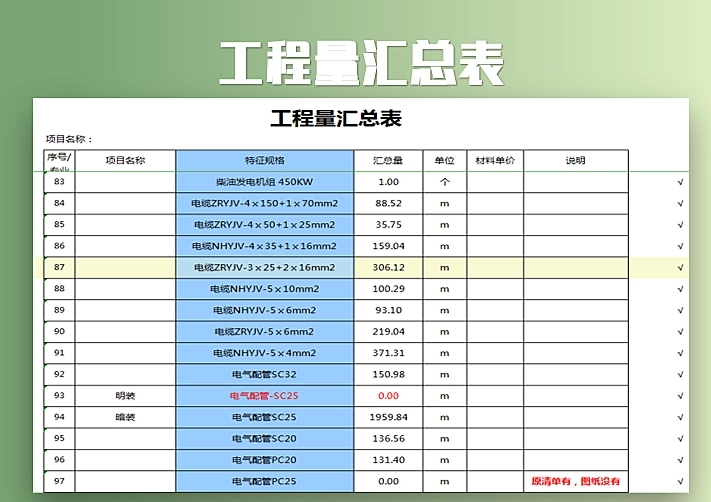 工程量汇总表
工程量汇总表
项目名称：
序号/专业 项目名称 特征规格 汇总量 单位 材料单价 说明
83 柴油发电机组 450KW 1.00 个 √
84 电缆ZRYJV-4×150+1×70mm2 88.52 m √
85 电缆ZRYJV-4×50+1×25mm2 35.75 m √
86 电缆NHYJV-4×35+1×16mm2 159.04 m √
87 电缆ZRYJV-3×25+2×16mm2 306.12 m √
88 电缆NHYJV-5×10mm2 100.29 m √
89 电缆NHYJV-5×6mm2 93.10 m √
90 电缆ZRYJV-5×6mm2 219.04 m √
91 电缆NHYJV-5×4mm2 371.31 m √
92 电气配管SC32 150.98 m √
93 明装 电气配管-SC25 0.00 m √
94 暗装 电气配管SC25 1959.84 m √
95 电气配管SC20 136.56 m √
96 电气配管PC20 131.40 m √
97 电气配管PC25 0.00 m 原清单有，图纸没有 √